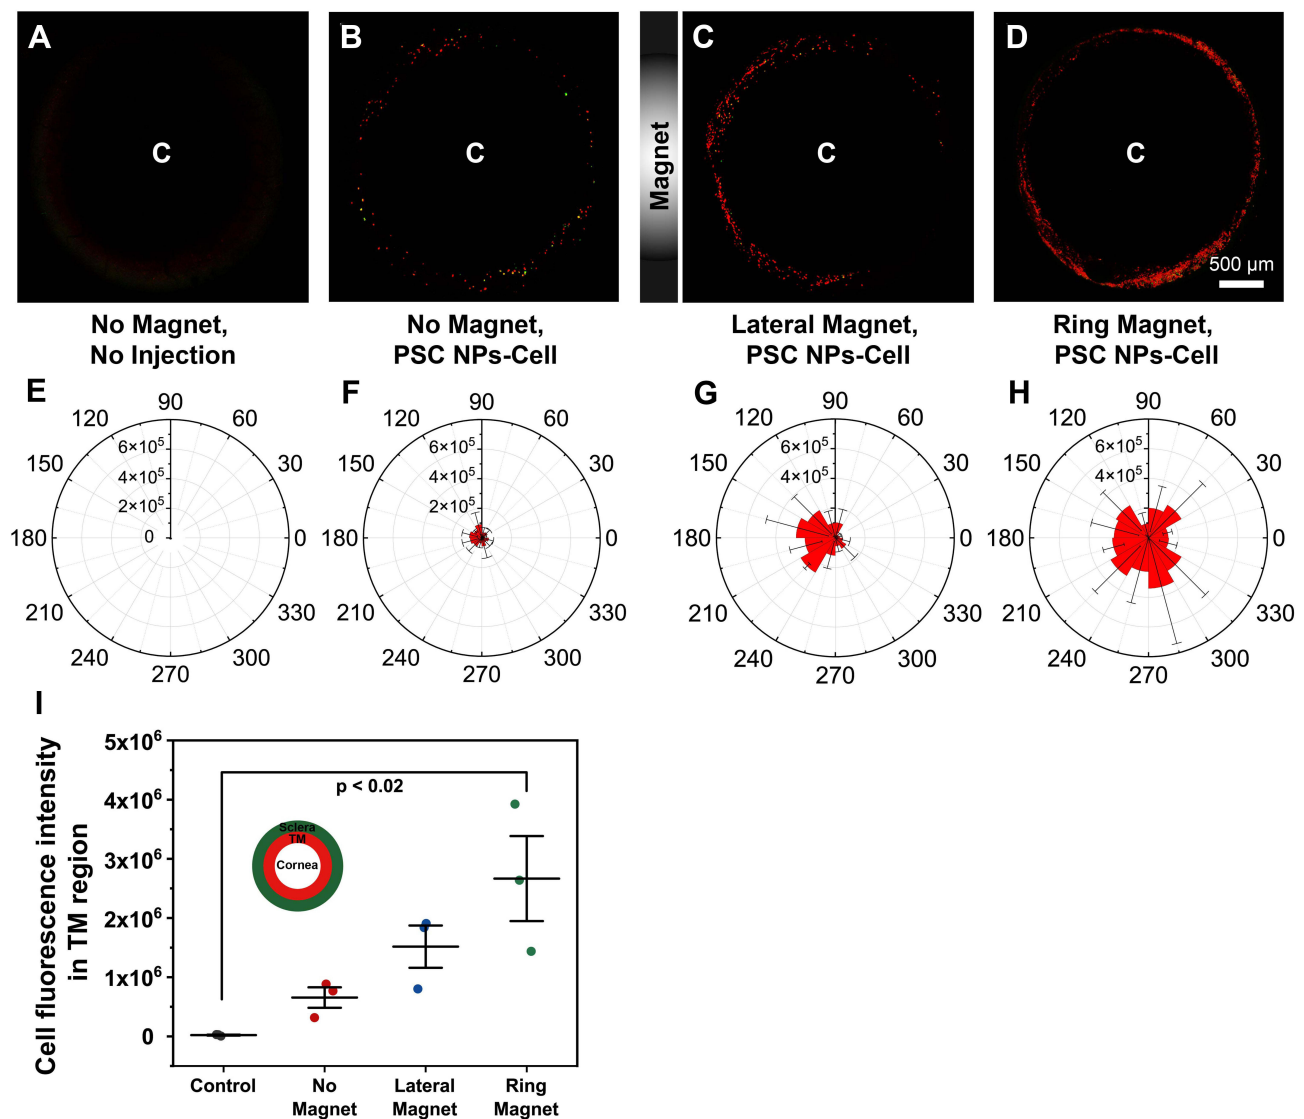 A
B
C
D
C
C
Magnet
C
C
500 μm
No Magnet,
No Injection
No Magnet,
PSC NPs-Cell
Lateral Magnet,
PSC NPs-Cell
Ring Magnet,
PSC NPs-Cell
E
90
120
60
150
30
180
0
210
330
240
300
270
6×10⁵
4×10⁵
2×10⁵
0
F
90
120
60
150
30
180
0
210
330
240
300
270
6×10⁵
4×10⁵
2×10⁵
G
90
120
60
150
30
180
0
210
330
240
300
270
6×10⁵
4×10⁵
2×10⁵
H
90
120
60
150
30
180
0
210
330
240
300
270
6×10⁵
4×10⁵
I
Cell fluorescence intensity
in TM region
5x10⁶
4x10⁶
3x10⁶
2x10⁶
1x10⁶
0
p < 0.02
Sclera
TM
Cornea
Control
No
Magnet
Lateral
Magnet
Ring
Magnet